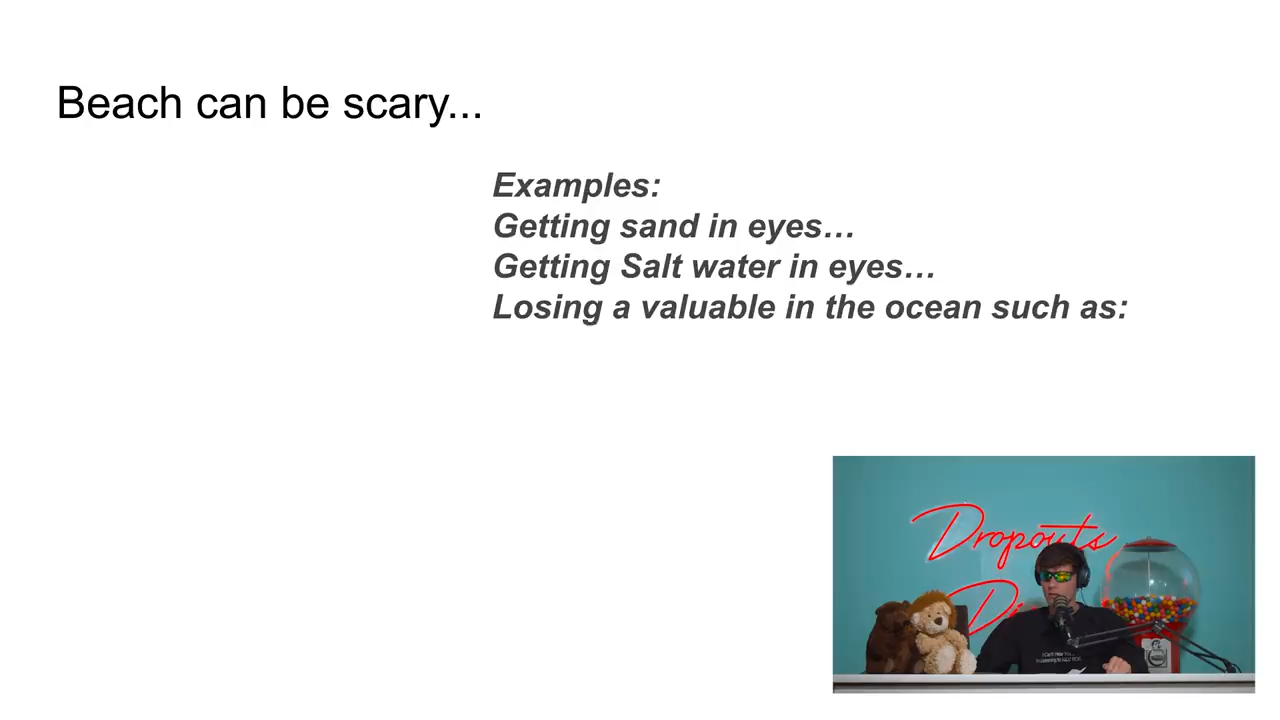 Beach can be scary...
Examples:
Getting sand in eyes…
Getting Salt water in eyes…
Losing a valuable in the ocean such as:
Dropouts